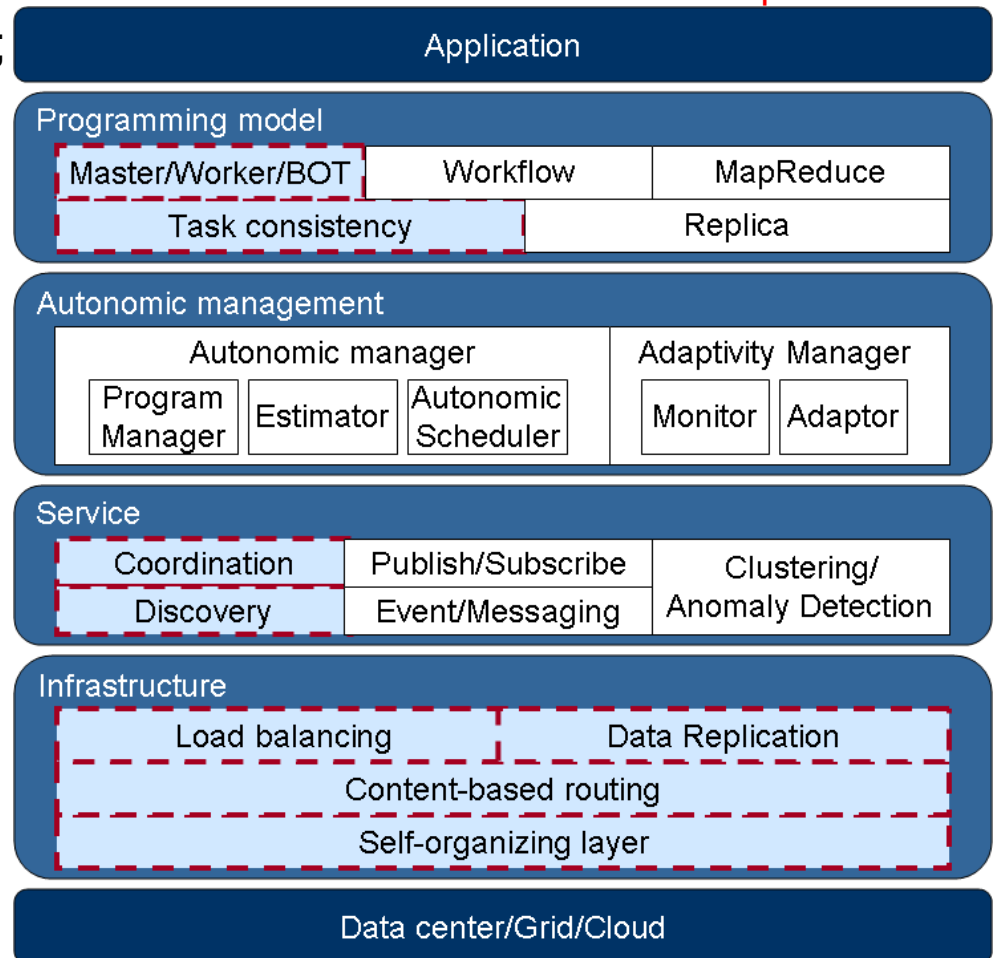 Application
Programming model
Master/Worker/BOT Workflow MapReduce
Task consistency Replica
Autonomic management
Autonomic manager Adaptivity Manager
Program
Manager
Estimator
Autonomic
Scheduler
Monitor
Adaptor
Service
Coordination Publish/Subscribe
Discovery Event/Messaging
Clustering/
Anomaly Detection
Infrastructure
Load balancing Data Replication
Content-based routing
Self-organizing layer
Data center/Grid/Cloud